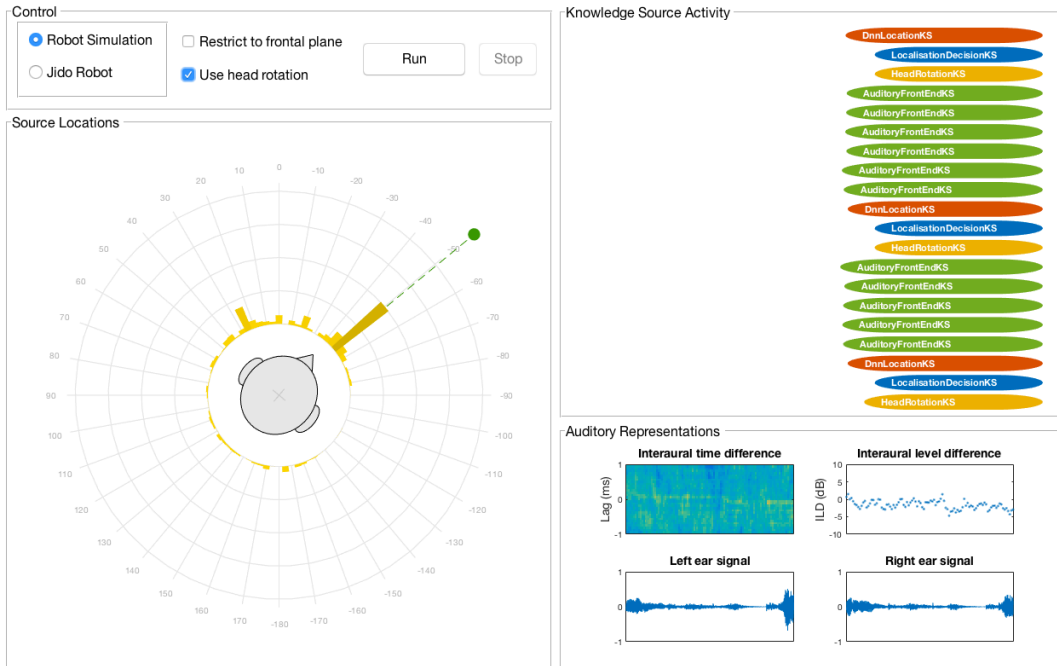 Control
Robot Simulation
Restrict to frontal plane
Run
Stop
Jido Robot
Use head rotation
Source Locations
0
10
-10
20
-20
30
-30
40
-40
50
-50
60
-60
70
-70
80
-80
90
-90
100
-100
110
-110
120
-120
130
-130
140
-140
150
-150
160
-160
170
-170
-180
Knowledge Source Activity
DnnLocationKS
LocalisationDecisionKS
HeadRotationKS
AuditoryFrontEndKS
AuditoryFrontEndKS
AuditoryFrontEndKS
AuditoryFrontEndKS
AuditoryFrontEndKS
AuditoryFrontEndKS
DnnLocationKS
LocalisationDecisionKS
HeadRotationKS
AuditoryFrontEndKS
AuditoryFrontEndKS
AuditoryFrontEndKS
AuditoryFrontEndKS
AuditoryFrontEndKS
DnnLocationKS
LocalisationDecisionKS
HeadRotationKS
Auditory Representations
Interaural time difference
Lag (ms)
1
0
-1
Interaural level difference
ILD (dB)
10
5
0
-5
-10
Left ear signal
1
0
-1
Right ear signal
1
0
-1